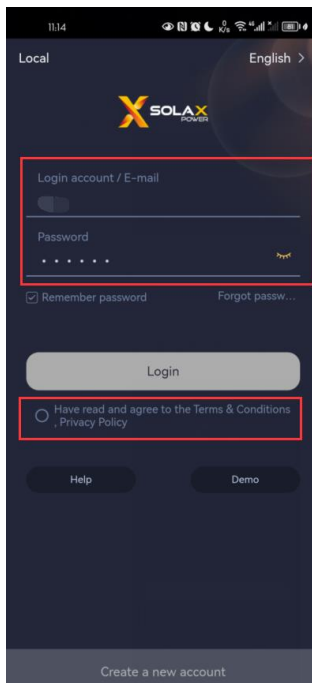 11:14
0
K/s
Local
English >
X SOLAX
POWER
Login account / E-mail
Password
Remember password
Forgot passw...
Login
Have read and agree to the Terms & Conditions
, Privacy Policy
Help
Demo
Create a new account